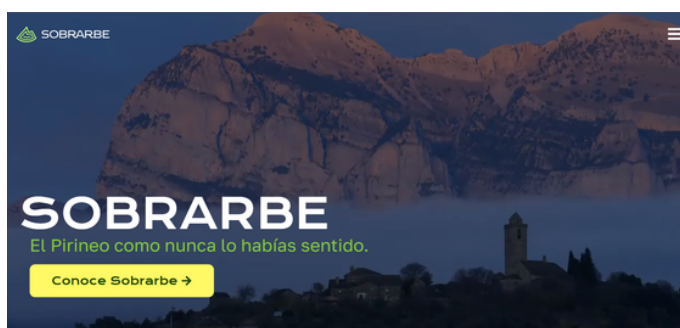 SOBRARBE
SOBRARBE
El Pirineo como nunca lo habías sentido.
Conoce Sobrarbe →